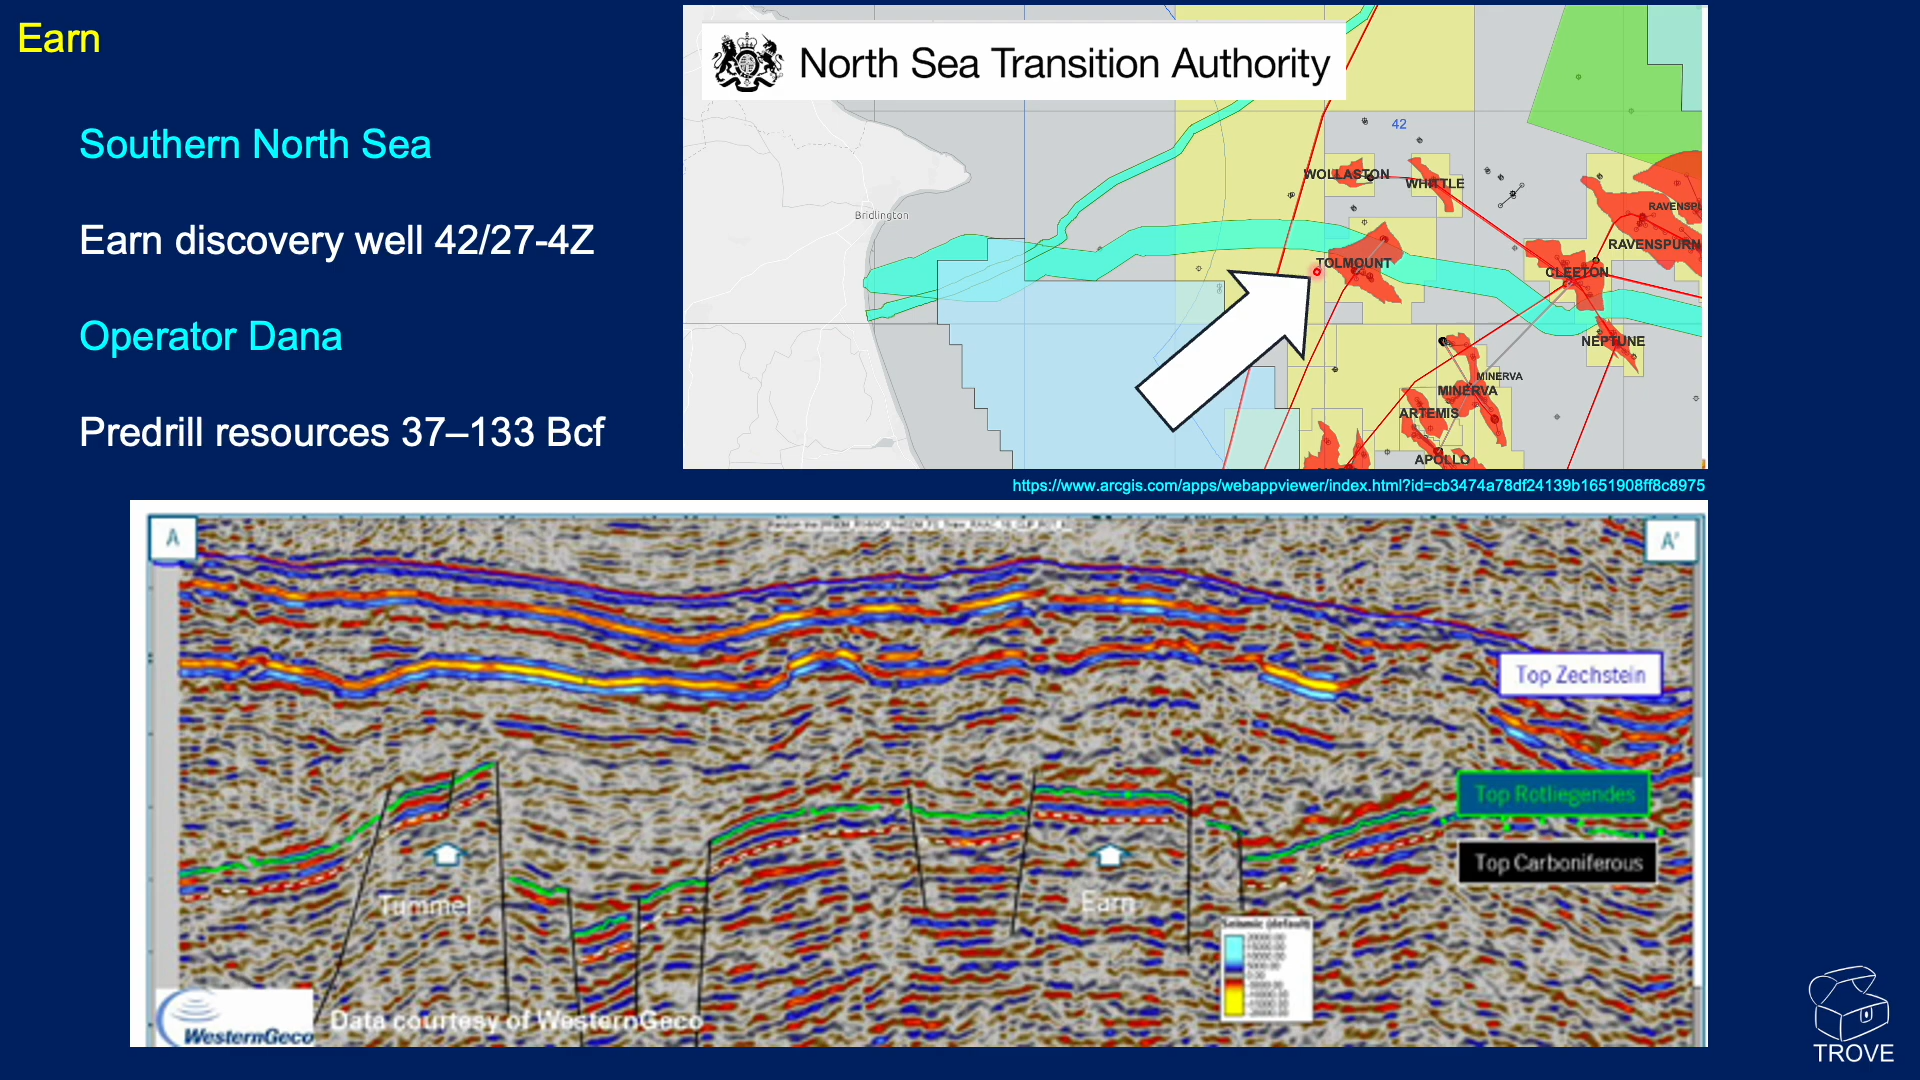 Earn
Southern North Sea
Earn discovery well 42/27-4Z
Operator Dana
Predrill resources 37–133 Bcf
North Sea Transition Authority
42
WOLLASTON
WHITTLE
RAVENSPU
Bridlington
RAVENSPURN
TOLMOUNT
CLEETON
NEPTUNE
MINERVA
MINERVA
ARTEMIS
APOLLO
https://www.arcgis.com/apps/webappviewer/index.html?id=cb3474a78df24139b1651908ff8c8975
A
A'
Top Zechstein
Top Rotliegendes
Top Carboniferous
Tummel
Earn
WesternGeco
Data courtesy of WesternGeco
TROVE